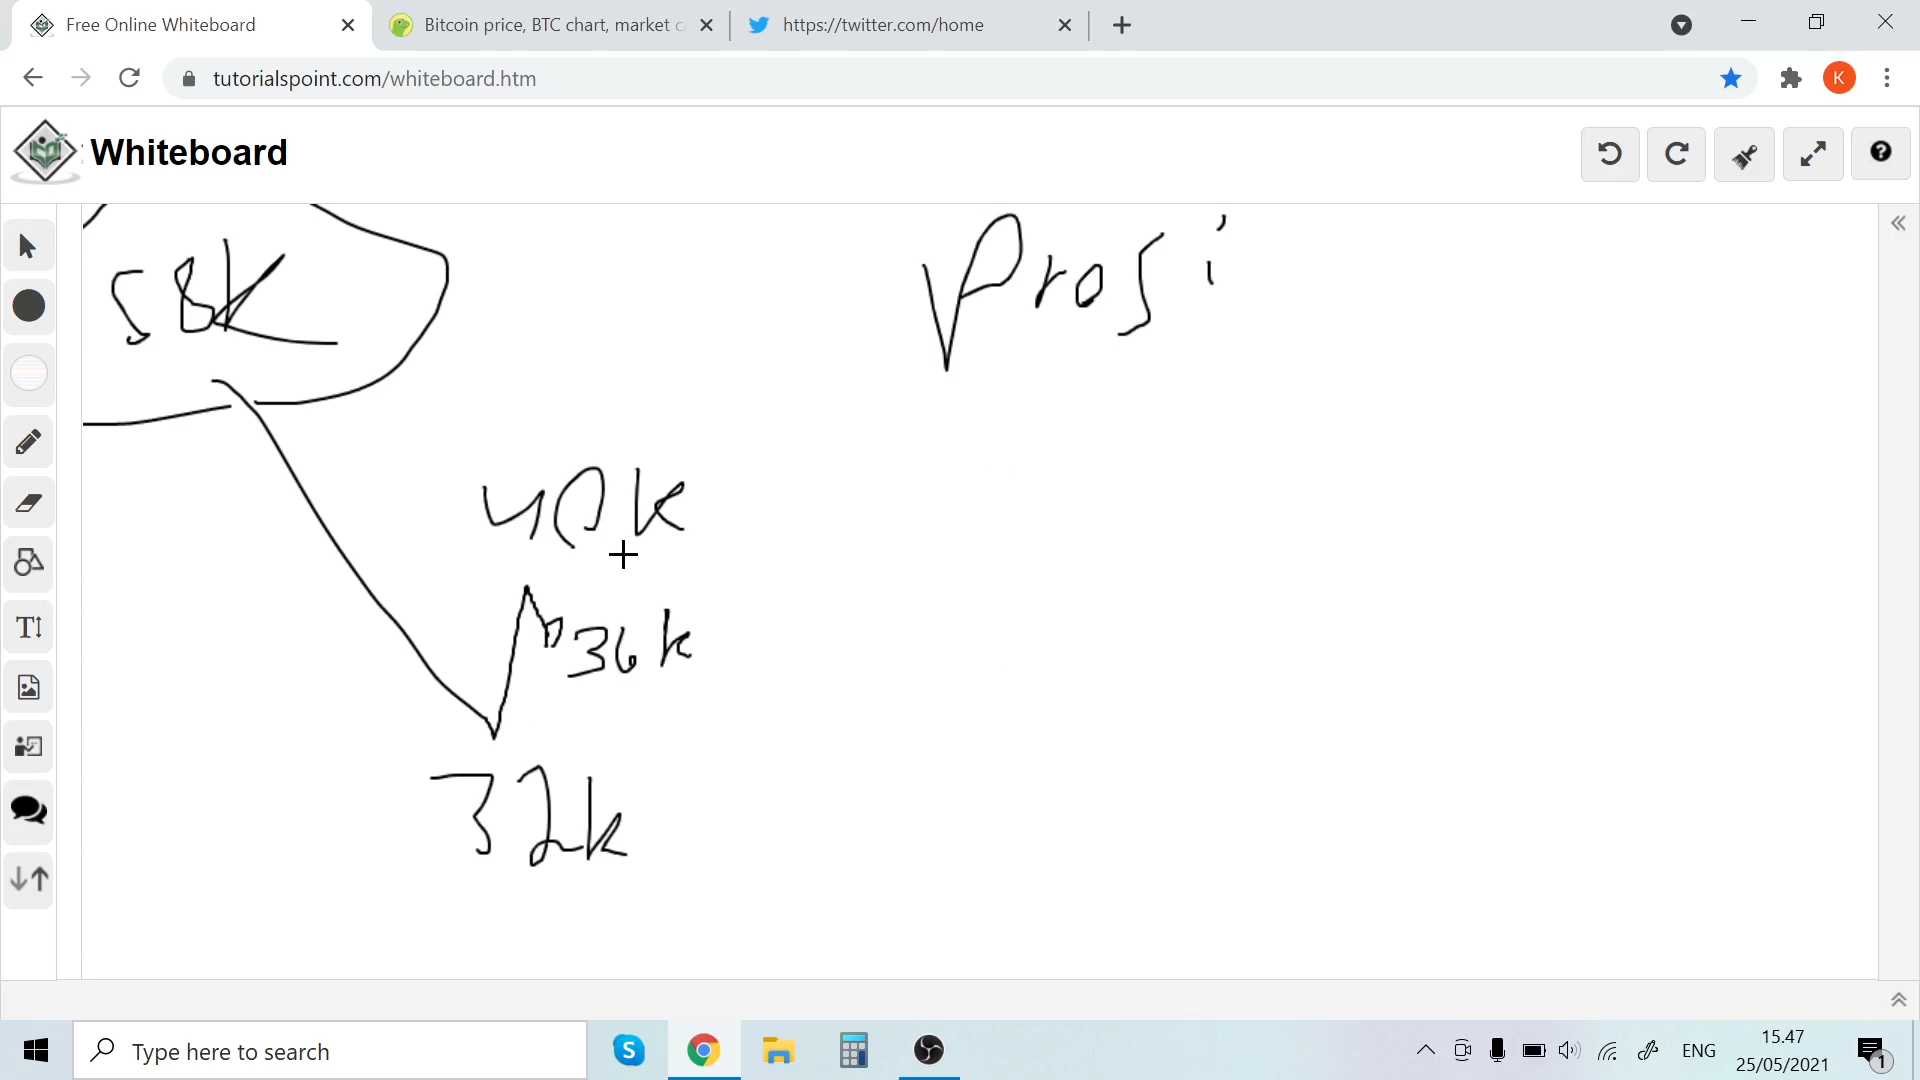 Free Online Whiteboard
Bitcoin price, BTC chart, market c
https://twitter.com/home
tutorialspoint.com/whiteboard.htm
K
Whiteboard
58k
Prosi
40k
36k
32k
T
Type here to search
S
ENG
15.47
25/05/2021
1